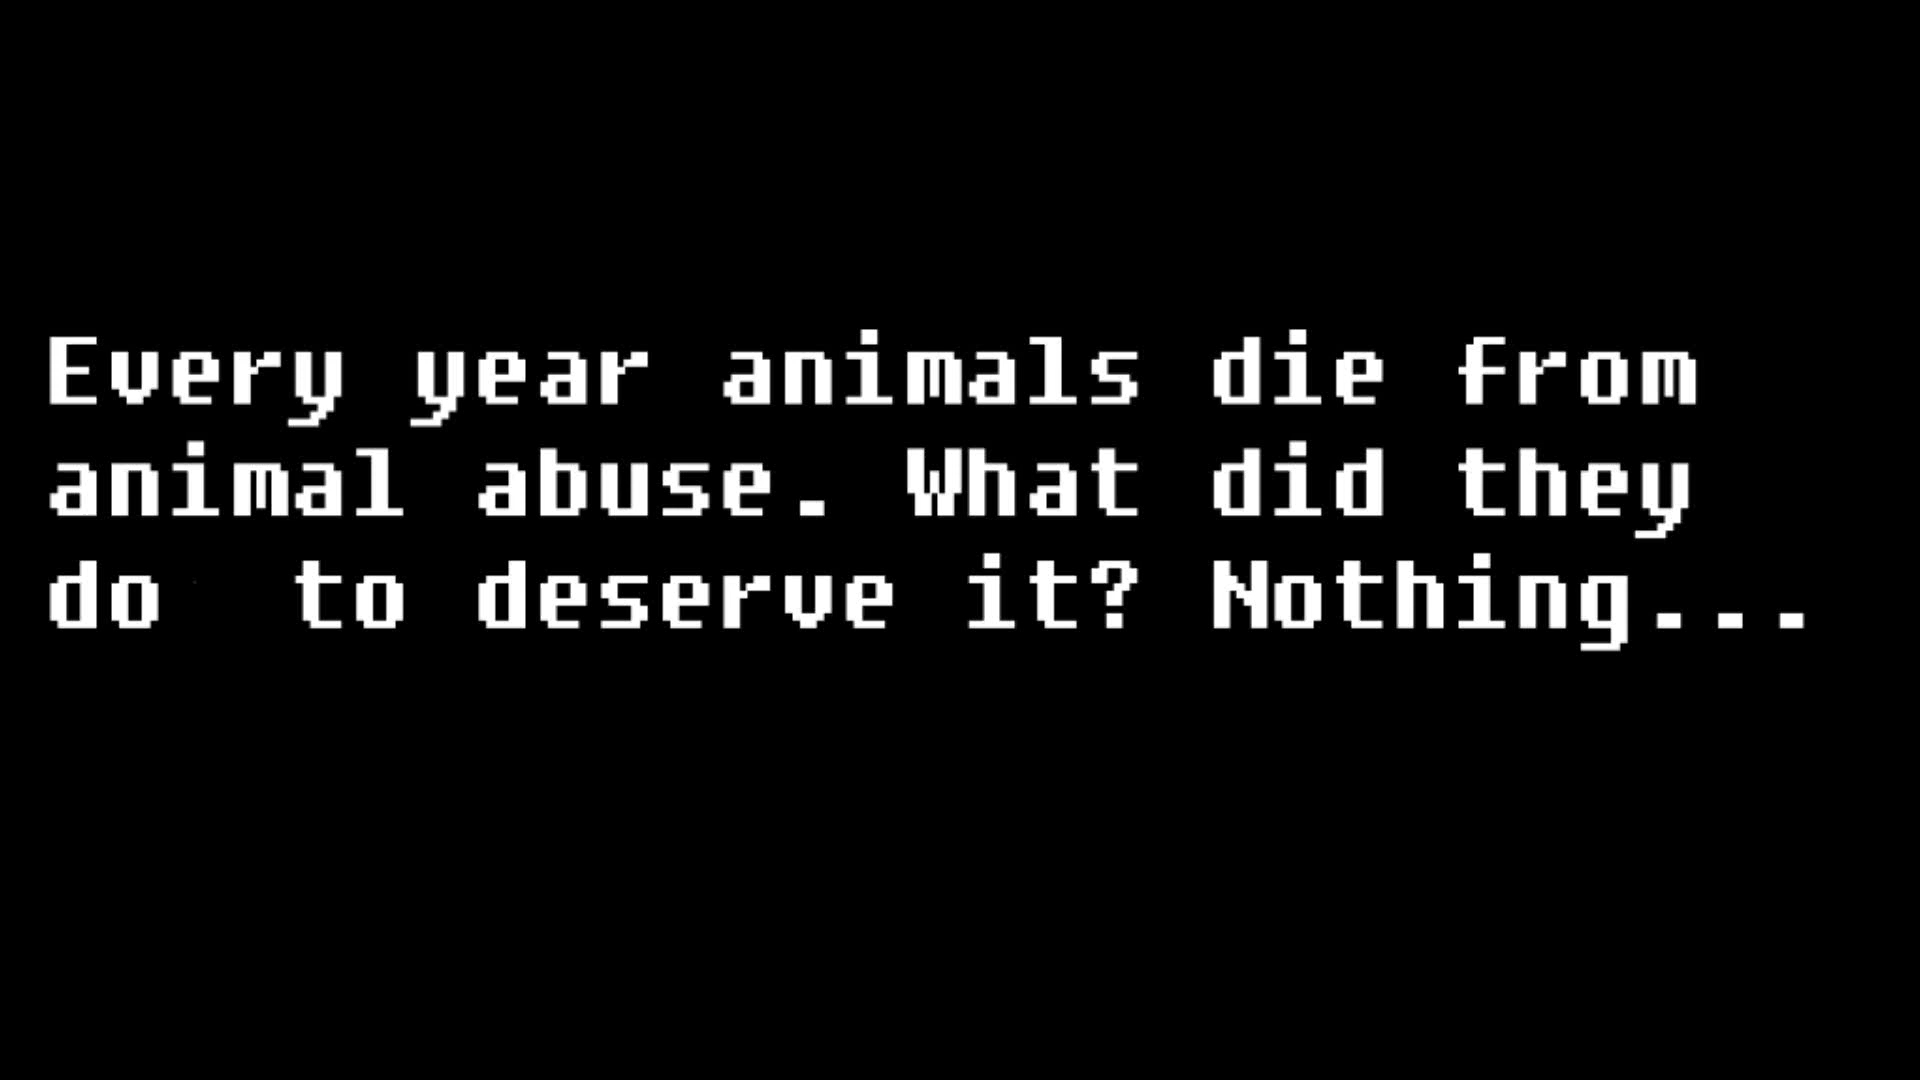 Every year animals die from
animal abuse. What did they
do  to deserve it? Nothing...